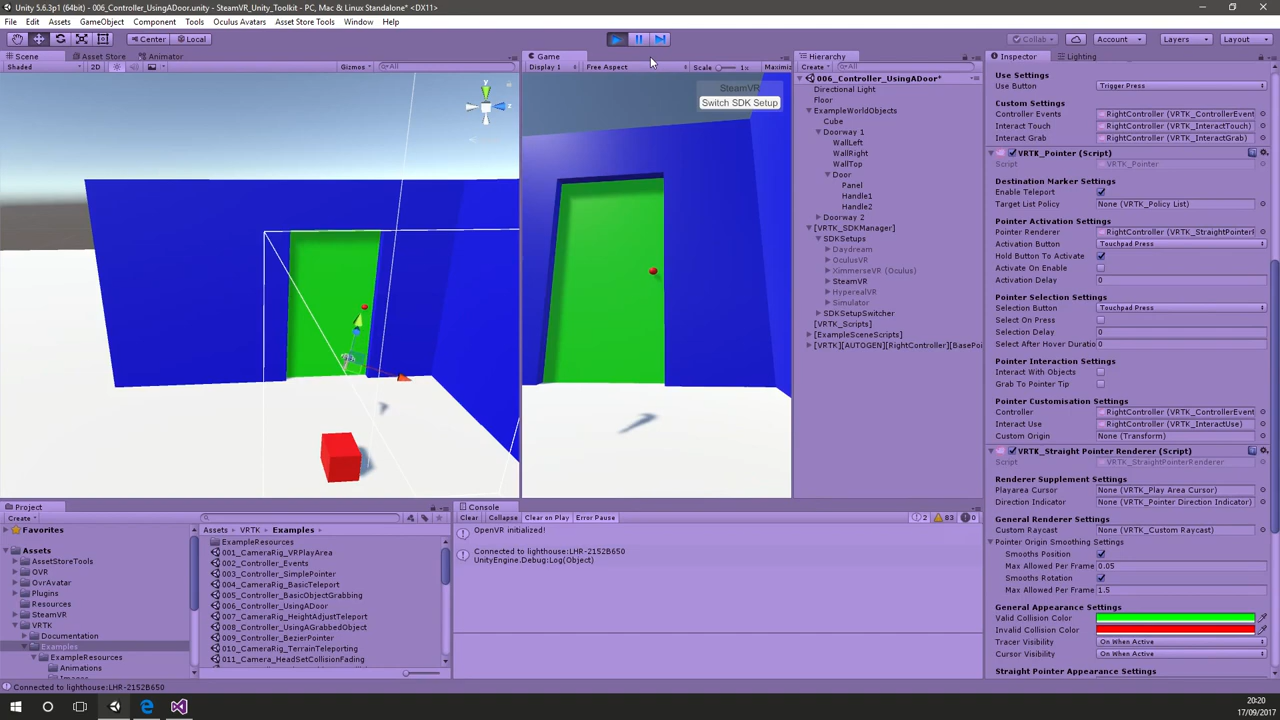 Unity 5.6.3p1 (64bit) - 006_Controller_UsingADoor.unity - SteamVR_Unity_Toolkit - PC, Mac & Linux Standalone* <DX11>
File Edit Assets GameObject Component Tools Oculus Avatars Asset Store Tools Window Help
Center Local Collab Account Layers Layout
Scene Asset Store Animator Game Hierarchy Inspector Lighting
Shaded 2D Gizmos All Display 1 Free Aspect Scale 1x Maximiz Create All
SteamVR
Switch SDK Setup
006_Controller_UsingADoor*
Directional Light
Floor
ExampleWorldObjects
Cube
Doorway 1
WallLeft
WallRight
WallTop
Door
Panel
Handle1
Handle2
Doorway 2
[VRTK_SDKManager]
SDKSetups
Daydream
OculusVR
XimmerseVR (Oculus)
SteamVR
HyperealVR
Simulator
SDKSetupSwitcher
[VRTK_Scripts]
[ExampleSceneScripts]
[VRTK][AUTOGEN][RightController][BasePoi
Use Settings
Use Button Trigger Press
Custom Settings
Controller Events RightController (VRTK_ControllerEvent
Interact Touch RightController (VRTK_InteractTouch)
Interact Grab RightController (VRTK_InteractGrab)
VRTK_Pointer (Script)
Script VRTK_Pointer
Destination Marker Settings
Enable Teleport
Target List Policy None (VRTK_Policy List)
Pointer Activation Settings
Pointer Renderer RightController (VRTK_StraightPointerR
Activation Button Touchpad Press
Hold Button To Activate
Activate On Enable
Activation Delay 0
Pointer Selection Settings
Selection Button Touchpad Press
Select On Press
Selection Delay 0
Select After Hover Duratio 0
Pointer Interaction Settings
Interact With Objects
Grab To Pointer Tip
Pointer Customisation Settings
Controller RightController (VRTK_ControllerEvent
Interact Use RightController (VRTK_InteractUse)
Custom Origin None (Transform)
VRTK_Straight Pointer Renderer (Script)
Script VRTK_StraightPointerRenderer
Renderer Supplement Settings
Playarea Cursor None (VRTK_Play Area Cursor)
Direction Indicator None (VRTK_Pointer Direction Indicator)
General Renderer Settings
Custom Raycast None (VRTK_Custom Raycast)
Pointer Origin Smoothing Settings
Smooths Position
Max Allowed Per Frame 0.05
Smooths Rotation
Max Allowed Per Frame 1.5
General Appearance Settings
Valid Collision Color
Invalid Collision Color
Tracer Visibility On When Active
Cursor Visibility On When Active
Straight Pointer Appearance Settings
Project
Create
Favorites
Assets
AssetStoreTools
OVR
OvrAvatar
Plugins
Resources
SteamVR
VRTK
Documentation
Examples
ExampleResources
Animations
Assets VRTK Examples
ExampleResources
001_CameraRig_VRPlayArea
002_Controller_Events
003_Controller_SimplePointer
004_CameraRig_BasicTeleport
005_Controller_BasicObjectGrabbing
006_Controller_UsingADoor
007_CameraRig_HeightAdjustTeleport
008_Controller_UsingAGrabbedObject
009_Controller_BezierPointer
010_CameraRig_TerrainTeleporting
011_Camera_HeadSetCollisionFading
Console
Clear Collapse Clear on Play Error Pause 2 83 0
OpenVR initialized!
Connected to lighthouse:LHR-2152B650
UnityEngine.Debug:Log(Object)
Connected to lighthouse:LHR-2152B650
20:20
17/09/2017